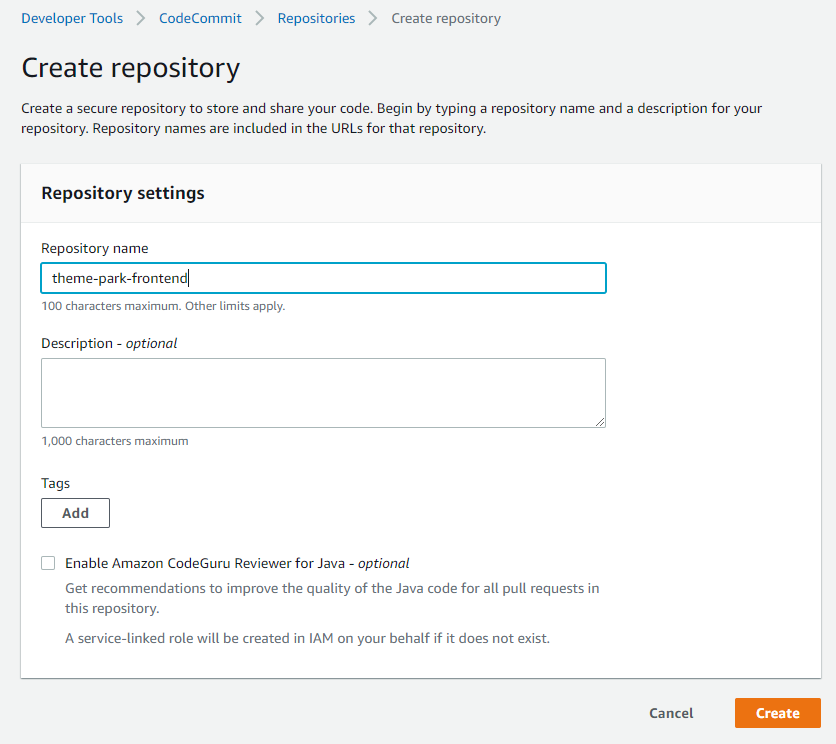 Developer Tools > CodeCommit > Repositories > Create repository
Create repository
Create a secure repository to store and share your code. Begin by typing a repository name and a description for your
repository. Repository names are included in the URLs for that repository.
Repository settings
Repository name
theme-park-frontend
100 characters maximum. Other limits apply.
Description - optional
1,000 characters maximum
Tags
Add
Enable Amazon CodeGuru Reviewer for Java - optional
Get recommendations to improve the quality of the Java code for all pull requests in
this repository.
A service-linked role will be created in IAM on your behalf if it does not exist.
Cancel Create